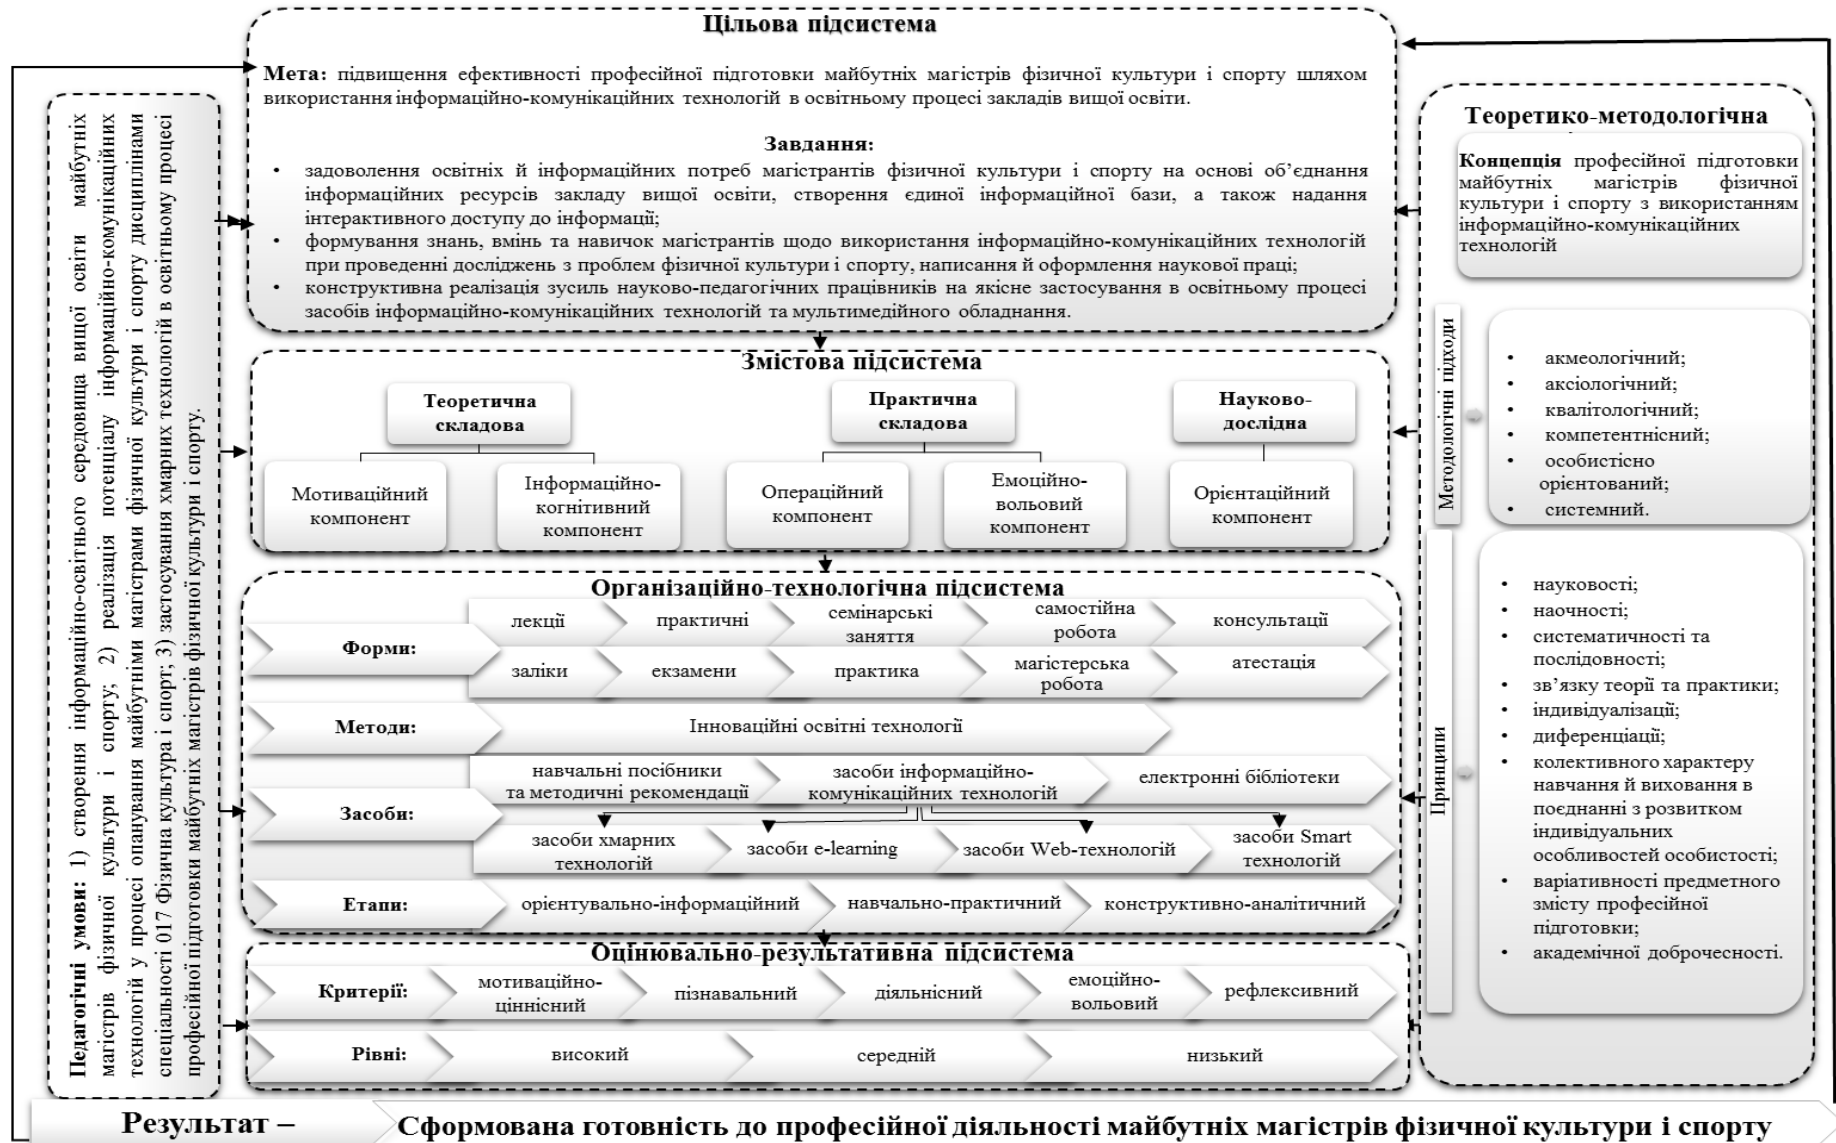 Цільова підсистема
Мета: підвищення ефективності професійної підготовки майбутніх магістрів фізичної культури і спорту шляхом
використання інформаційно-комунікаційних технологій в освітньому процесі закладів вищої освіти.
Завдання:
• задоволення освітніх й інформаційних потреб магістрантів фізичної культури і спорту на основі об’єднання
інформаційних ресурсів закладу вищої освіти, створення єдиної інформаційної бази, а також надання
інтерактивного доступу до інформації;
• формування знань, вмінь та навичок магістрантів щодо використання інформаційно-комунікаційних технологій
при проведенні досліджень з проблем фізичної культури і спорту, написання й оформлення наукової праці;
• конструктивна реалізація зусиль науково-педагогічних працівників на якісне застосування в освітньому процесі
засобів інформаційно-комунікаційних технологій та мультимедійного обладнання.
Педагогічні умови: 1) створення інформаційно-освітнього середовища вищої освіти майбутніх
магістрів фізичної культури і спорту; 2) реалізація потенціалу інформаційно-комунікаційних
технологій у процесі опанування майбутніми магістрами фізичної культури і спорту дисциплінами
спеціальності 017 Фізична культура і спорт; 3) застосування хмарних технологій в освітньому процесі
професійної підготовки майбутніх магістрів фізичної культури і спорту.
Змістова підсистема
Теоретична
складова
Практична
складова
Науково-
дослідна
Мотиваційний
компонент
Інформаційно-
когнітивний
компонент
Операційний
компонент
Емоційно-
вольовий
компонент
Орієнтаційний
компонент
Організаційно-технологічна підсистема
Форми:
лекції
практичні
семінарські
заняття
самостійна
робота
консультації
заліки
екзамени
практика
магістерська
робота
атестація
Методи:
Інноваційні освітні технології
Засоби:
навчальні посібники
та методичні рекомендації
засоби інформаційно-
комунікаційних технологій
електронні бібліотеки
засоби хмарних
технологій
засоби e-learning
засоби Web-технологій
засоби Smart
технологій
Етапи:
орієнтувально-інформаційний
навчально-практичний
конструктивно-аналітичний
Оцінювально-результативна підсистема
Критерії:
мотиваційно-
ціннісний
пізнавальний
діяльнісний
емоційно-
вольовий
рефлексивний
Рівні:
високий
середній
низький
Теоретико-методологічна
Концепція професійної підготовки
майбутніх магістрів фізичної
культури і спорту з використанням
інформаційно-комунікаційних
технологій
Методологічні підходи
• акмеологічний;
• аксіологічний;
• квалітологічний;
• компетентнісний;
• особистісно
орієнтований;
• системний.
Принципи
• науковості;
• наочності;
• систематичності та
послідовності;
• зв’язку теорії та практики;
• індивідуалізації;
• диференціації;
• колективного характеру
навчання й виховання в
поєднанні з розвитком
індивідуальних
особливостей особистості;
• варіативності предметного
змісту професійної
підготовки;
• академічної доброчесності.
Результат –
Сформована готовність до професійної діяльності майбутніх магістрів фізичної культури і спорту